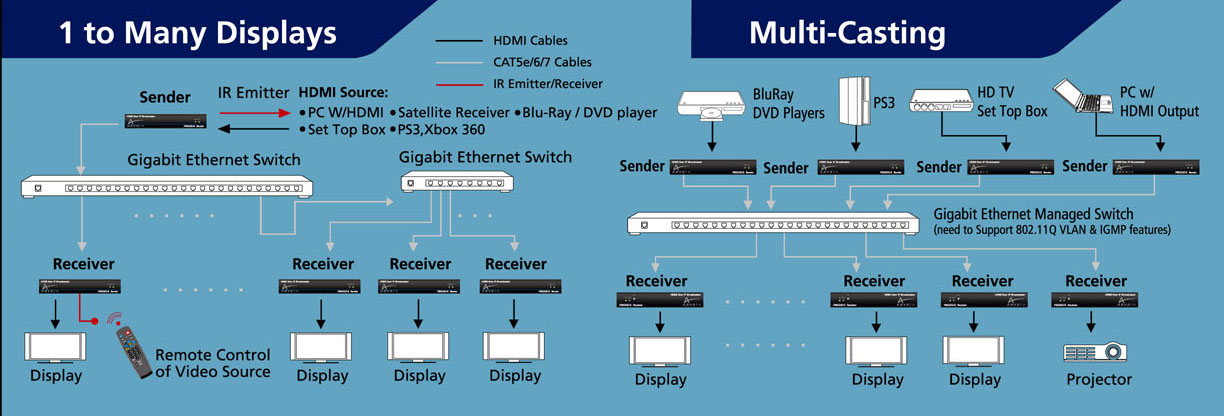 1 to Many Displays
HDMI Cables
CAT5e/6/7 Cables
IR Emitter/Receiver
Sender
IR Emitter
HDMI Source:
•PC W/HDMI •Satellite Receiver •Blu-Ray / DVD player
•Set Top Box •PS3,Xbox 360
Gigabit Ethernet Switch
Gigabit Ethernet Switch
Receiver
Receiver
Receiver
Receiver
Remote Control
of Video Source
Display
Display
Display
Display
Multi-Casting
BluRay
DVD Players
PS3
HD TV
Set Top Box
PC w/
HDMI Output
Sender
Sender
Sender
Sender
Gigabit Ethernet Managed Switch
(need to Support 802.11Q VLAN & IGMP features)
Receiver
Receiver
Receiver
Receiver
Display
Display
Display
Projector